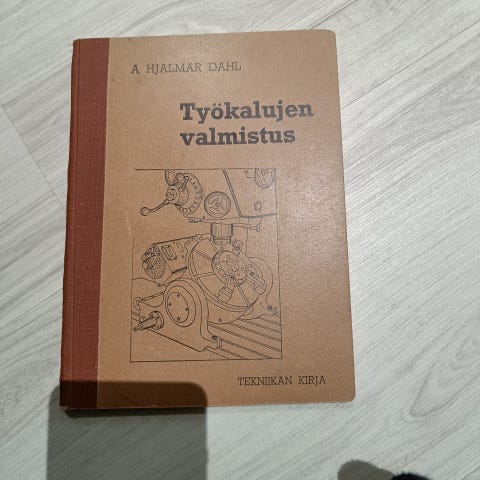 A HJALMAR DAHL
Työkalujen
valmistus
TEKNIIKAN KIRJA